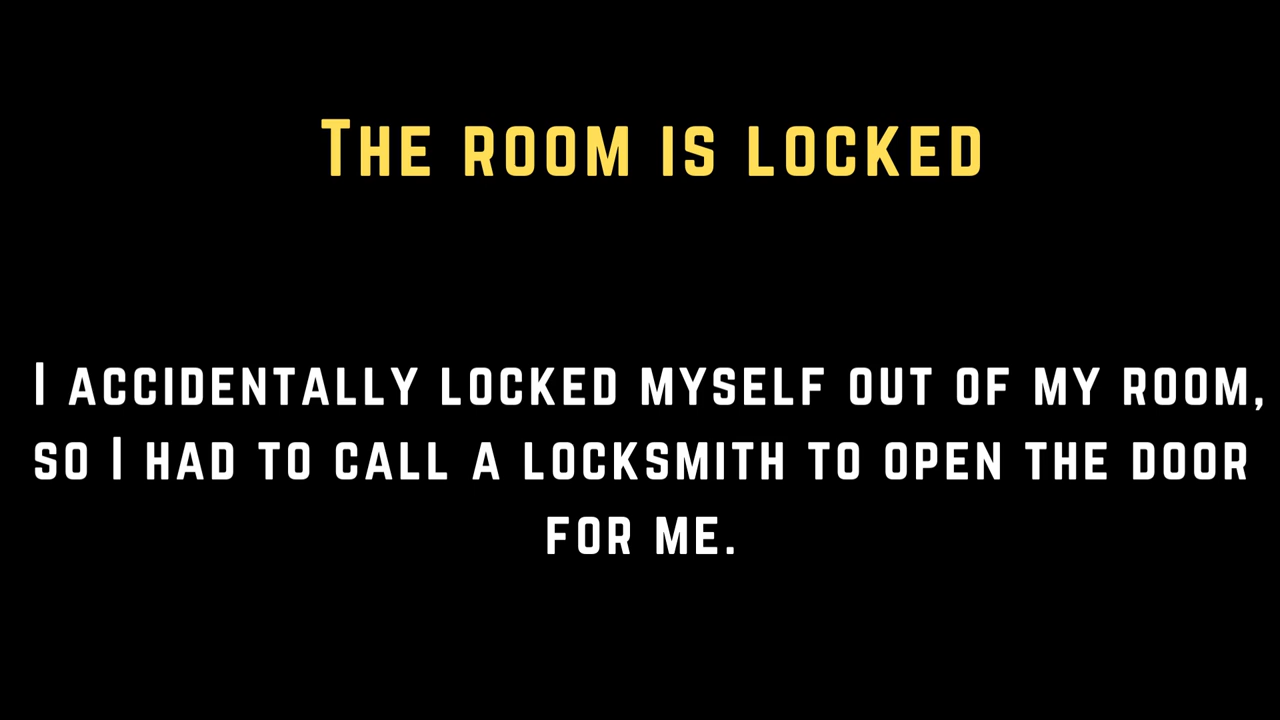 The room is locked
I accidentally locked myself out of my room,
so I had to call a locksmith to open the door
for me.